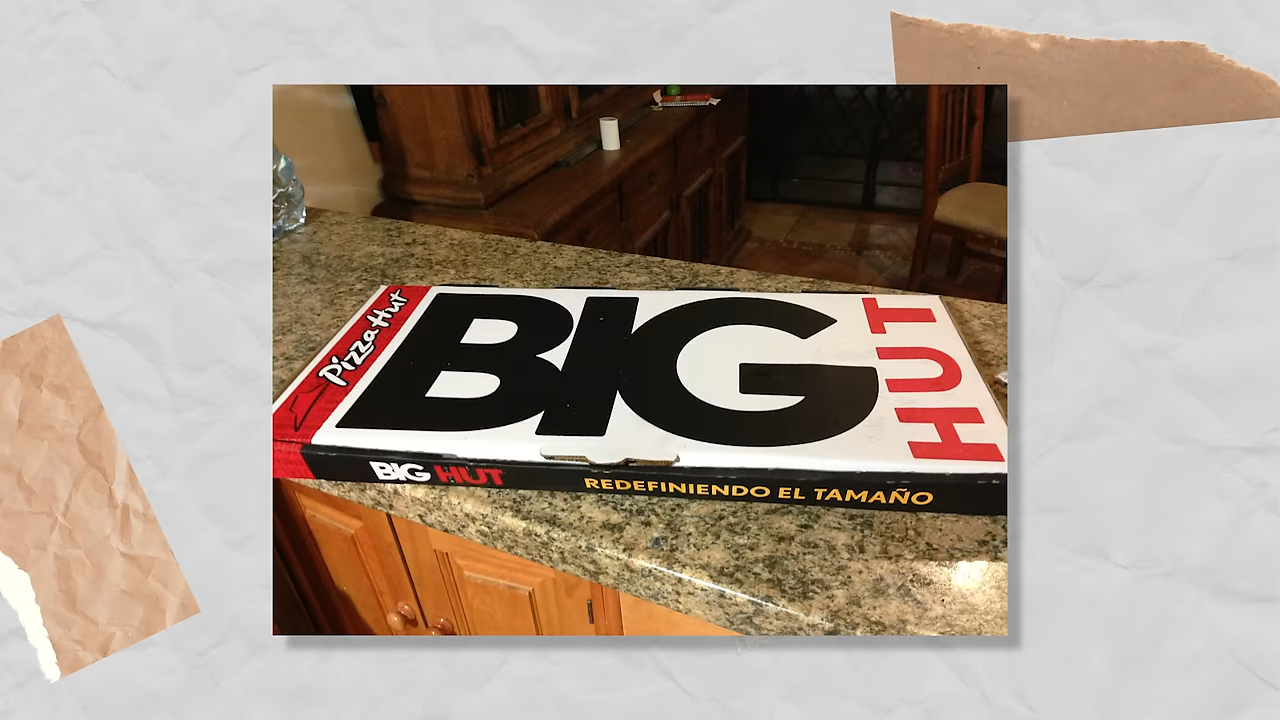 Pizza Hut
BIG
HUT
BIG HUT
REDEFINIENDO EL TAMAÑO